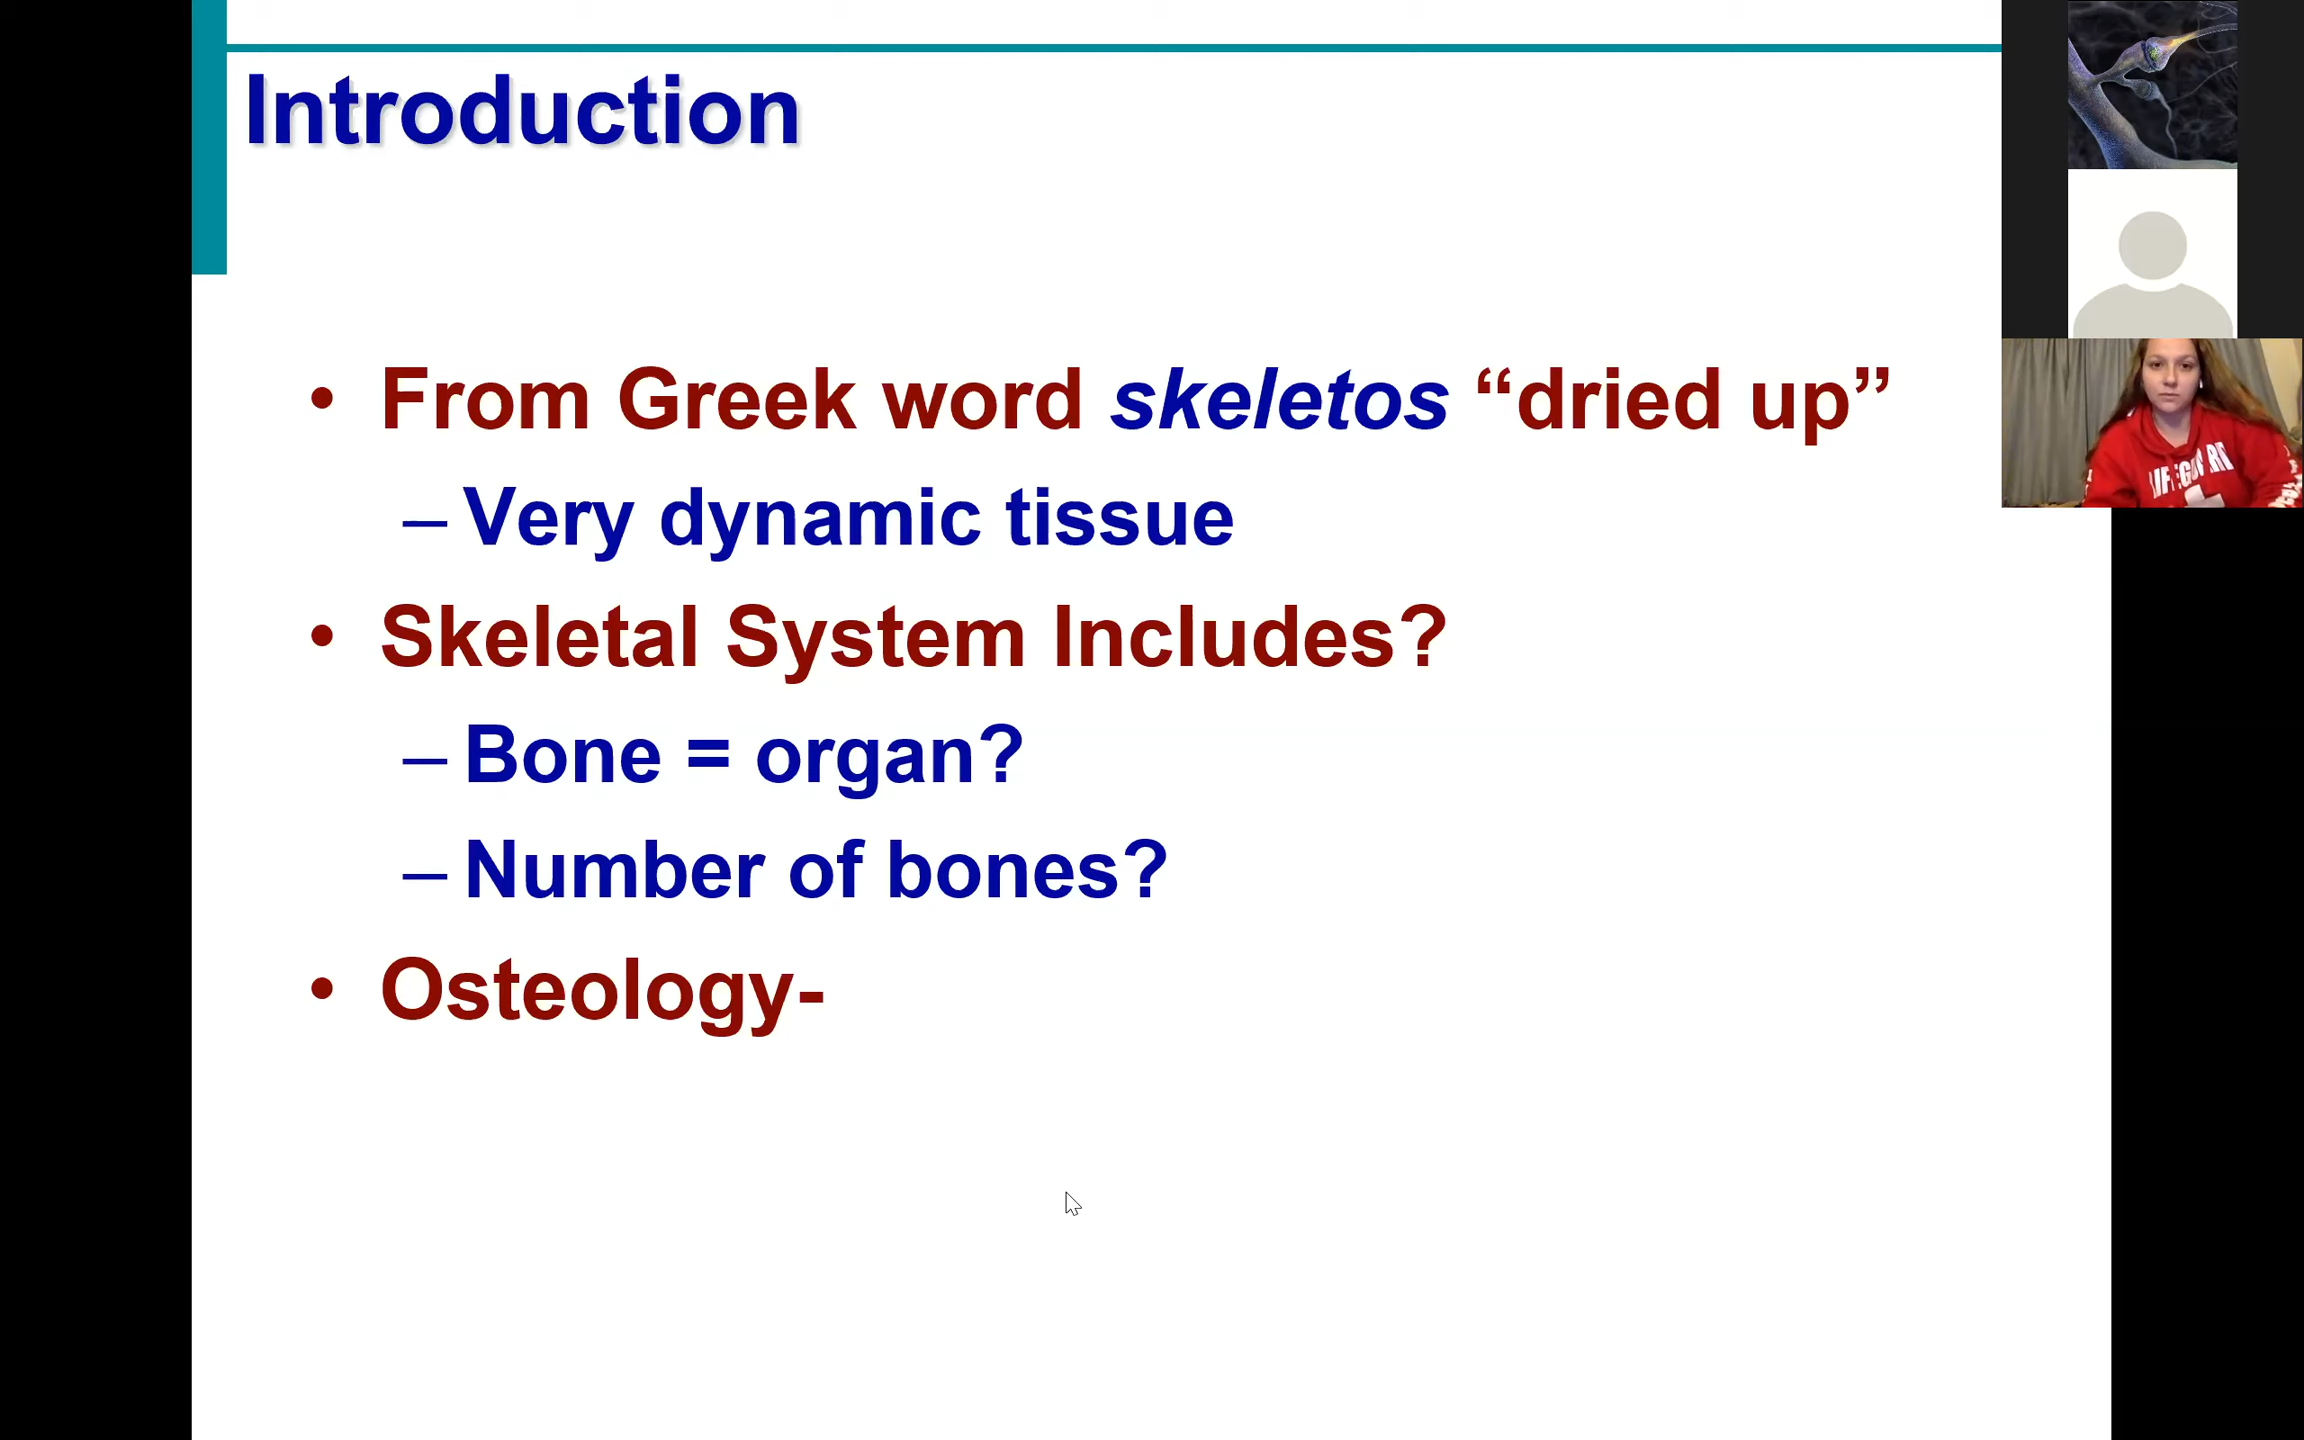 Introduction
• From Greek word skeletos “dried up”
– Very dynamic tissue
• Skeletal System Includes?
– Bone = organ?
– Number of bones?
• Osteology-
LIFEGUARD